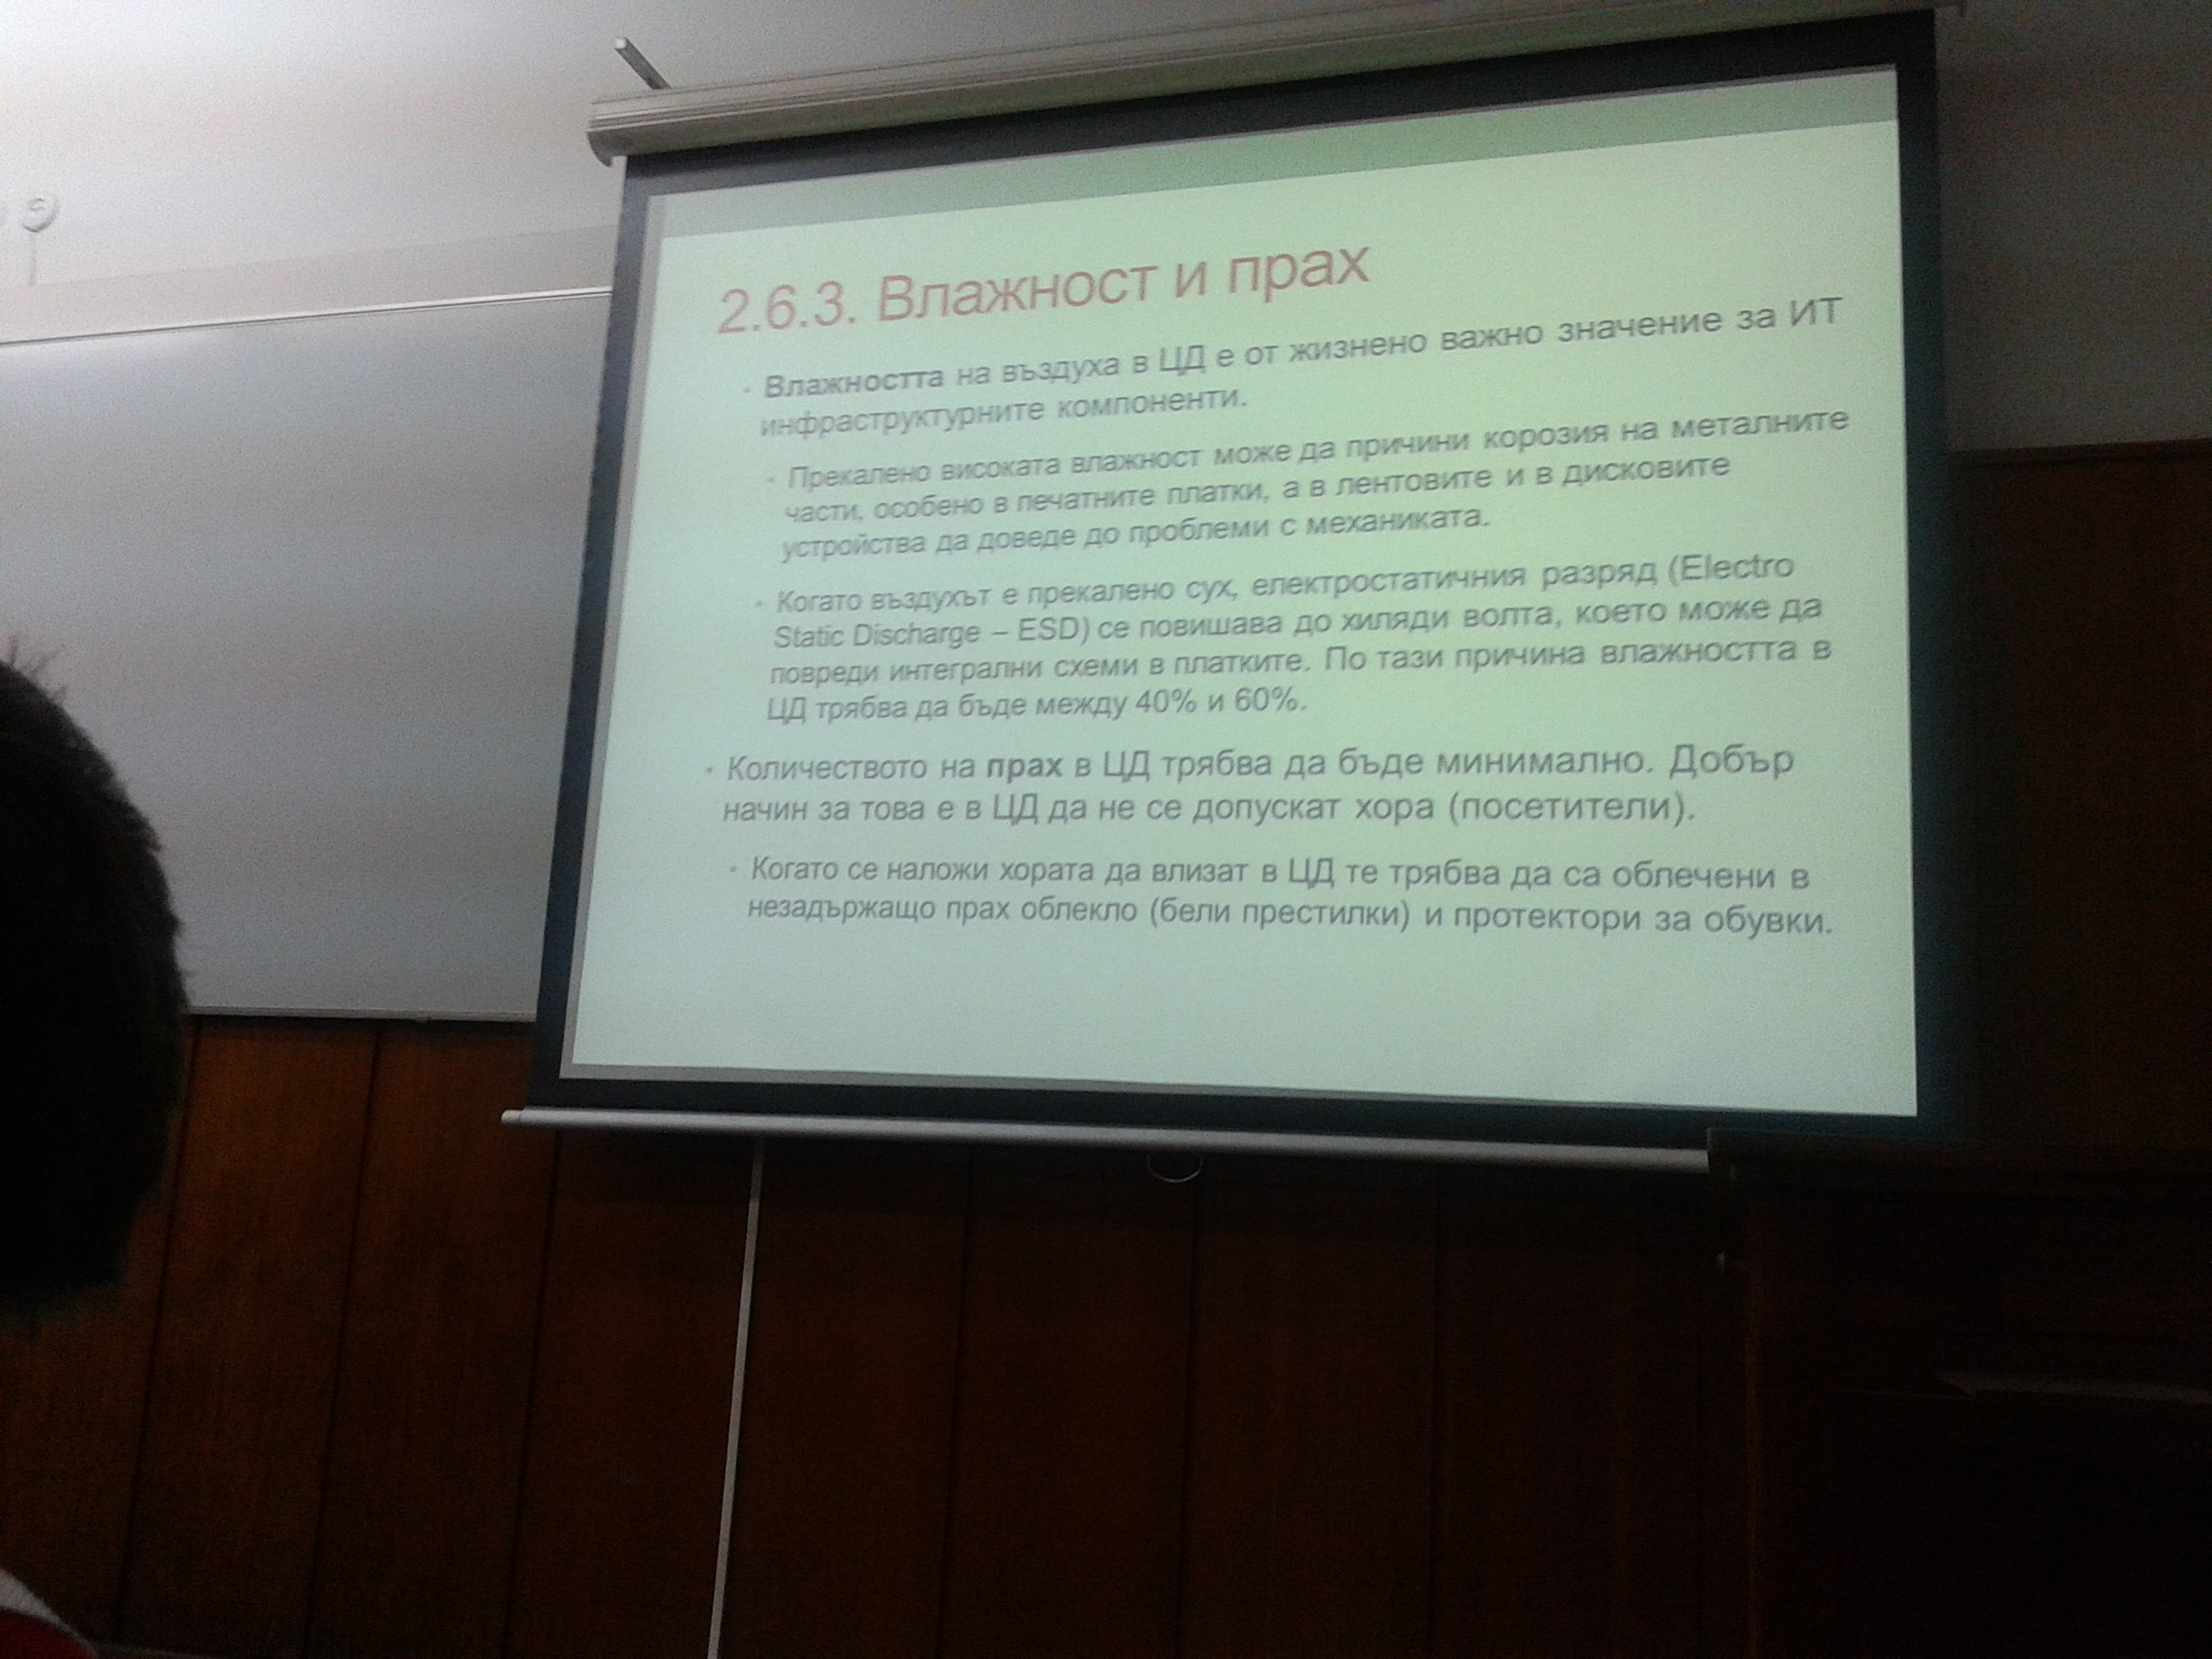 2.6.3. Влажност и прах
· Влажността на въздуха в ЦД е от жизнено важно значение за ИТ
инфраструктурните компоненти.
· Прекалено високата влажност може да причини корозия на металните
части, особено в печатните платки, а в лентовите и в дисковите
устройства да доведе до проблеми с механиката.
· Когато въздухът е прекалено сух, електростатичния разряд (Electro
Static Discharge – ESD) се повишава до хиляди волта, което може да
повреди интегрални схеми в платките. По тази причина влажността в
ЦД трябва да бъде между 40% и 60%.
· Количеството на прах в ЦД трябва да бъде минимално. Добър
начин за това е в ЦД да не се допускат хора (посетители).
· Когато се наложи хората да влизат в ЦД те трябва да са облечени в
незадържащо прах облекло (бели престилки) и протектори за обувки.